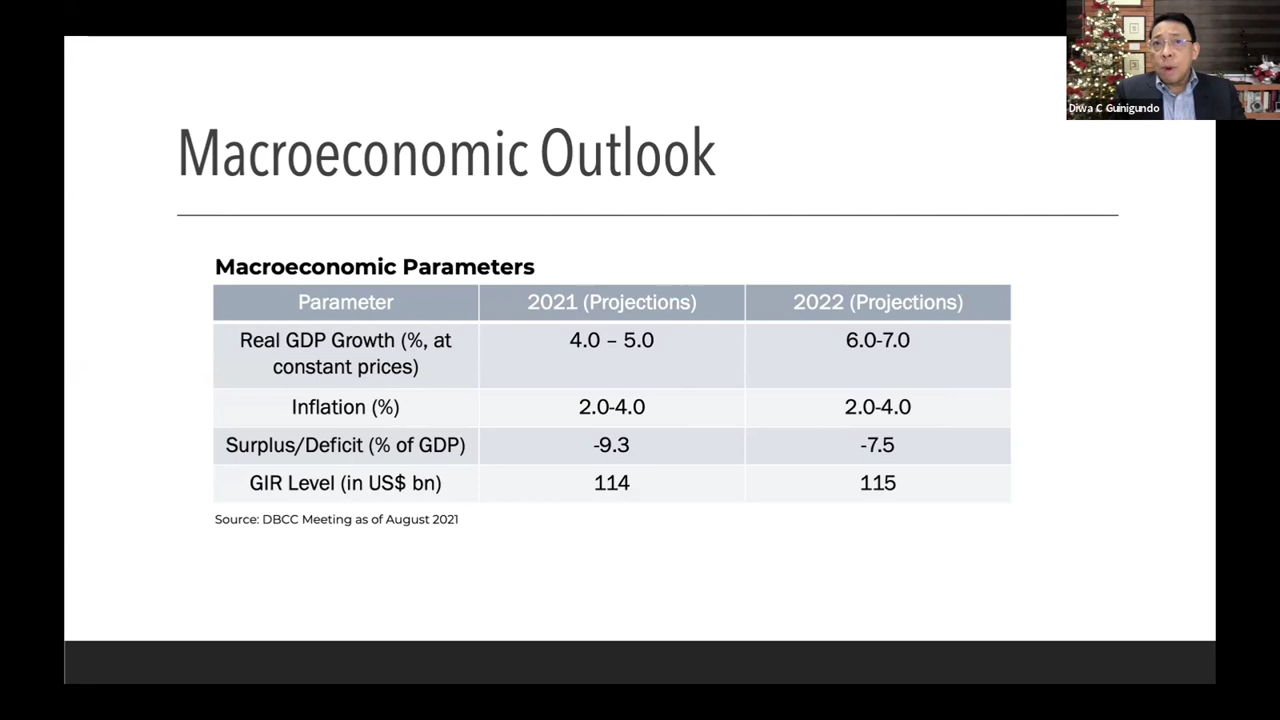 Diwa C Guinigundo
Macroeconomic Outlook
Macroeconomic Parameters
Parameter 2021 (Projections) 2022 (Projections)
Real GDP Growth (%, at constant prices) 4.0 – 5.0 6.0-7.0
Inflation (%) 2.0-4.0 2.0-4.0
Surplus/Deficit (% of GDP) -9.3 -7.5
GIR Level (in US$ bn) 114 115
Source: DBCC Meeting as of August 2021